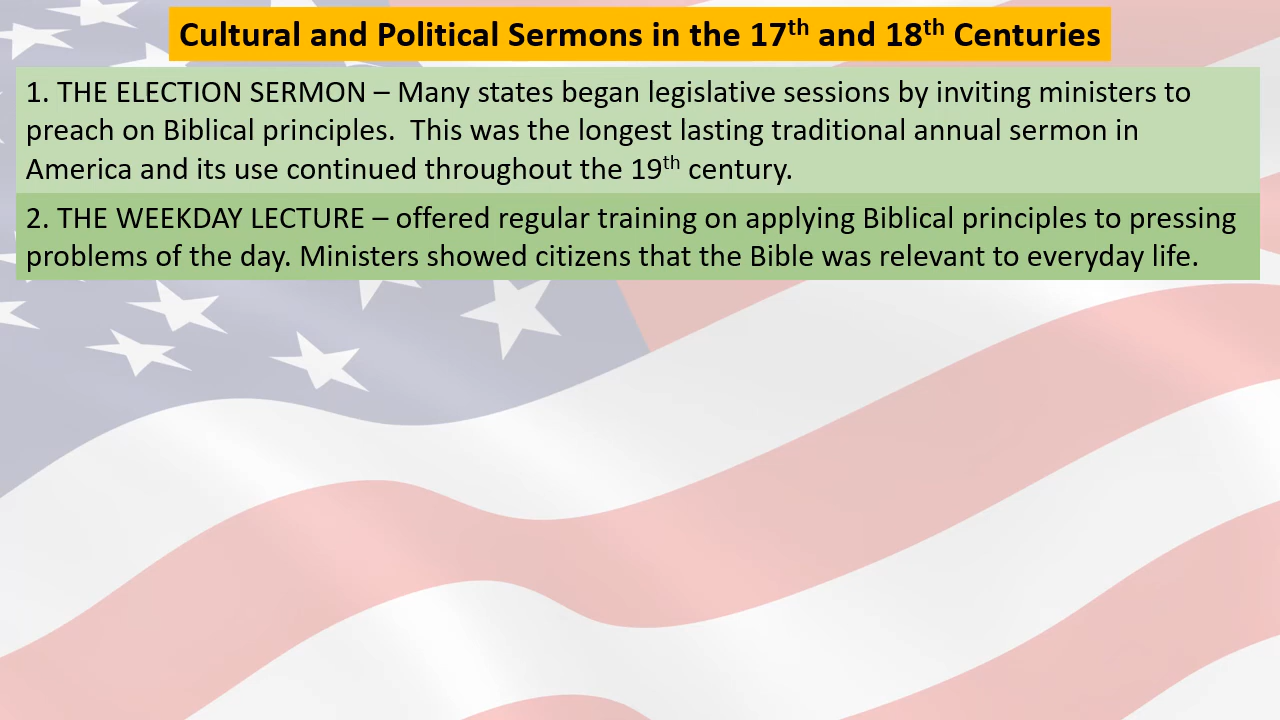 Cultural and Political Sermons in the 17th and 18th Centuries
1. THE ELECTION SERMON – Many states began legislative sessions by inviting ministers to
preach on Biblical principles.  This was the longest lasting traditional annual sermon in
America and its use continued throughout the 19th century.
2. THE WEEKDAY LECTURE – offered regular training on applying Biblical principles to pressing
problems of the day. Ministers showed citizens that the Bible was relevant to everyday life.